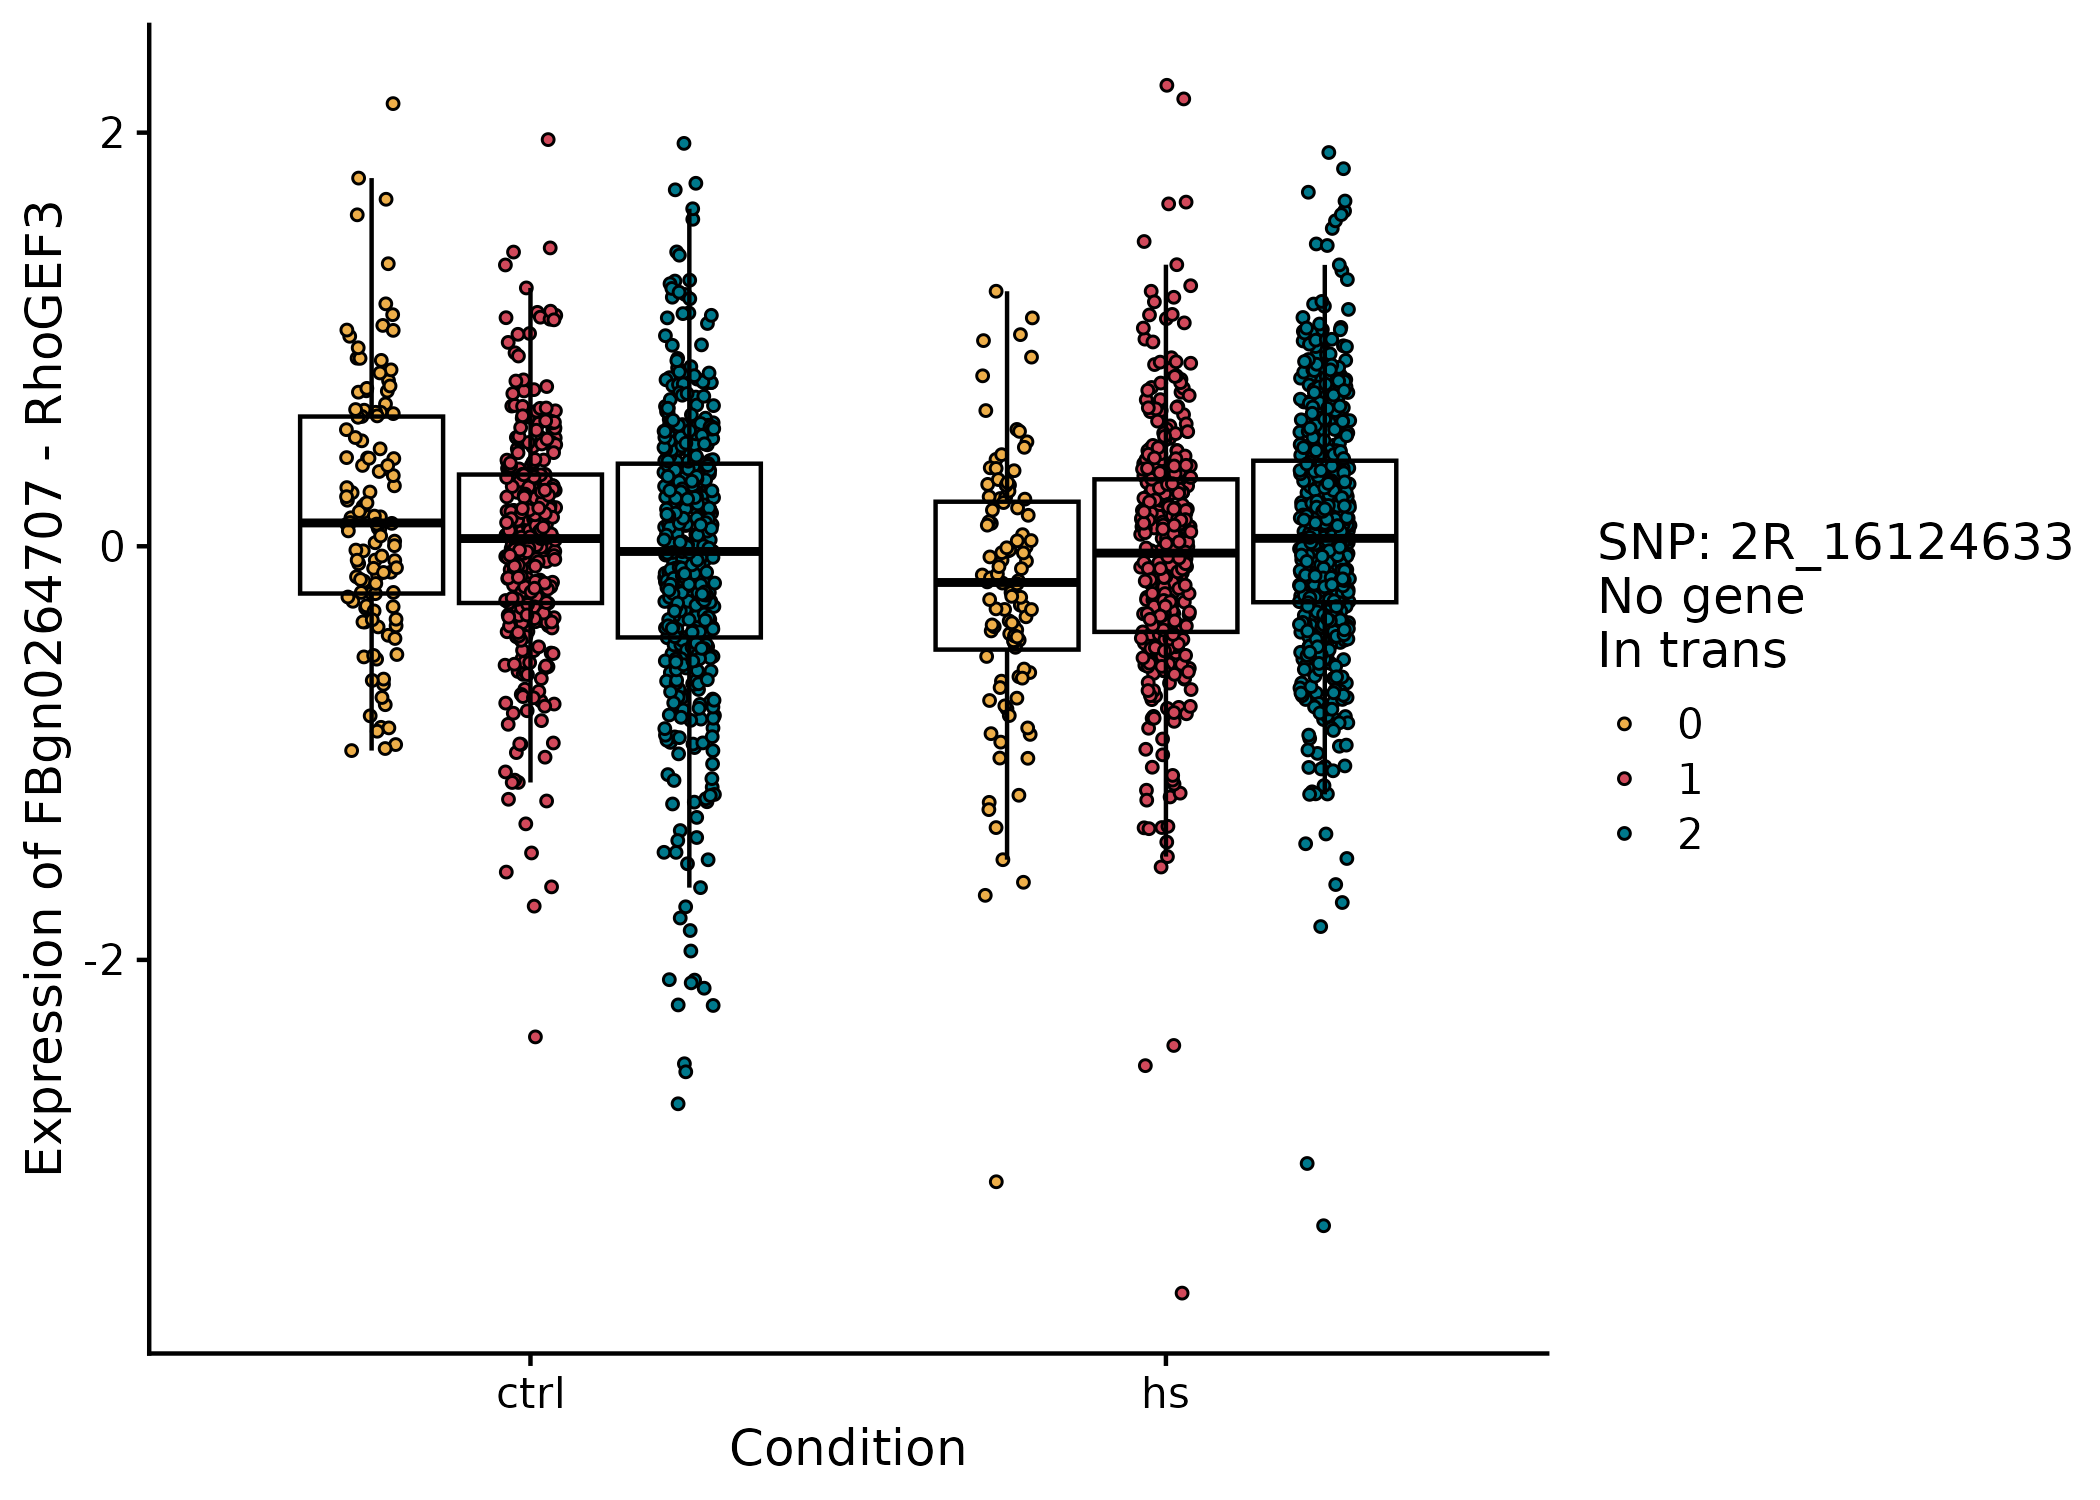 Expression of FBgn0264707 - RhoGEF3
2
0
-2
ctrl
hs
Condition
SNP: 2R_16124633
No gene
In trans
0
1
2